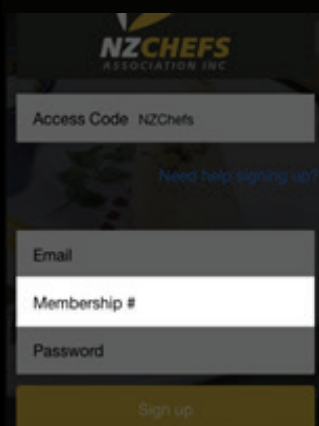 NZCHEFS
ASSOCIATION INC
Access Code NZChefs
Need help signing up?
Email
Membership #
Password
Sign up